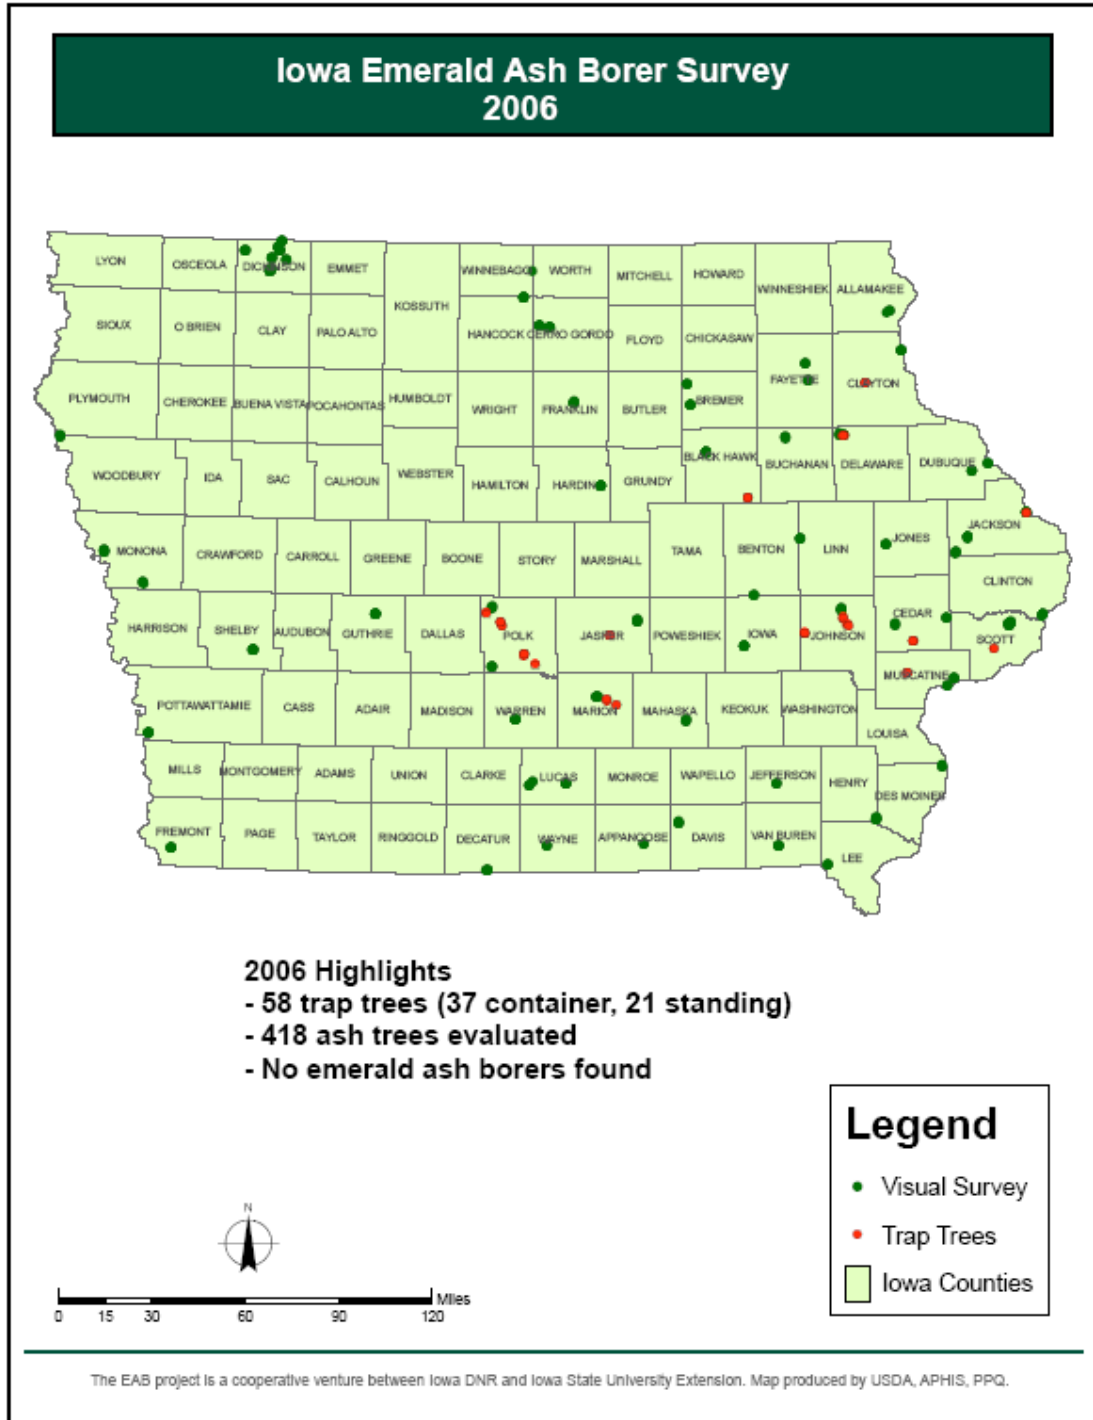 Iowa Emerald Ash Borer Survey
2006
LYON
OSCEOLA
DICKINSON
EMMET
KOSSUTH
WINNEBAGO
WORTH
MITCHELL
HOWARD
WINNESHIEK
ALLAMAKEE
SIOUX
O BRIEN
CLAY
PALO ALTO
HANCOCK
CERRO GORDO
FLOYD
CHICKASAW
PLYMOUTH
CHEROKEE
BUENA VISTA
POCAHONTAS
HUMBOLDT
WRIGHT
FRANKLIN
BUTLER
BREMER
FAYETTE
CLAYTON
WOODBURY
IDA
SAC
CALHOUN
WEBSTER
HAMILTON
HARDIN
GRUNDY
BLACK HAWK
BUCHANAN
DELAWARE
DUBUQUE
MONONA
CRAWFORD
CARROLL
GREENE
BOONE
STORY
MARSHALL
TAMA
BENTON
LINN
JONES
JACKSON
CLINTON
HARRISON
SHELBY
AUDUBON
GUTHRIE
DALLAS
POLK
JASPER
POWESHIEK
IOWA
JOHNSON
CEDAR
SCOTT
MUSCATINE
POTTAWATTAMIE
CASS
ADAIR
MADISON
WARREN
MARION
MAHASKA
KEOKUK
WASHINGTON
LOUISA
MILLS
MONTGOMERY
ADAMS
UNION
CLARKE
LUCAS
MONROE
WAPELLO
JEFFERSON
HENRY
DES MOINES
FREMONT
PAGE
TAYLOR
RINGGOLD
DECATUR
WAYNE
APPANOOSE
DAVIS
VAN BUREN
LEE
2006 Highlights
- 58 trap trees (37 container, 21 standing)
- 418 ash trees evaluated
- No emerald ash borers found
Legend
Visual Survey
Trap Trees
Iowa Counties
N
Miles
0 15 30 60 90 120
The EAB project is a cooperative venture between Iowa DNR and Iowa State University Extension. Map produced by USDA, APHIS, PPQ.